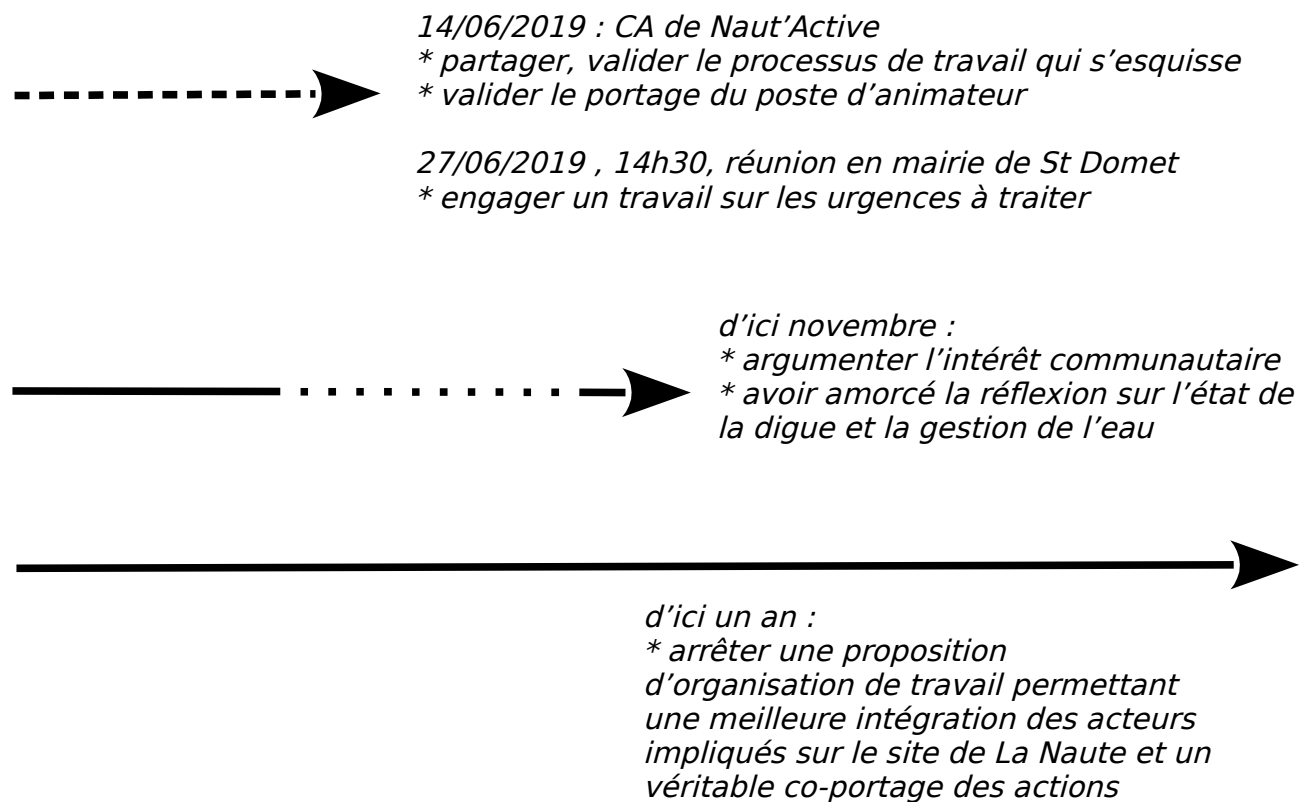 14/06/2019 : CA de Naut’Active
* partager, valider le processus de travail qui s’esquisse
* valider le portage du poste d’animateur
27/06/2019 , 14h30, réunion en mairie de St Domet
* engager un travail sur les urgences à traiter
d’ici novembre :
* argumenter l’intérêt communautaire
* avoir amorcé la réflexion sur l’état de
la digue et la gestion de l’eau
d’ici un an :
* arrêter une proposition
d’organisation de travail permettant
une meilleure intégration des acteurs
impliqués sur le site de La Naute et un
véritable co-portage des actions